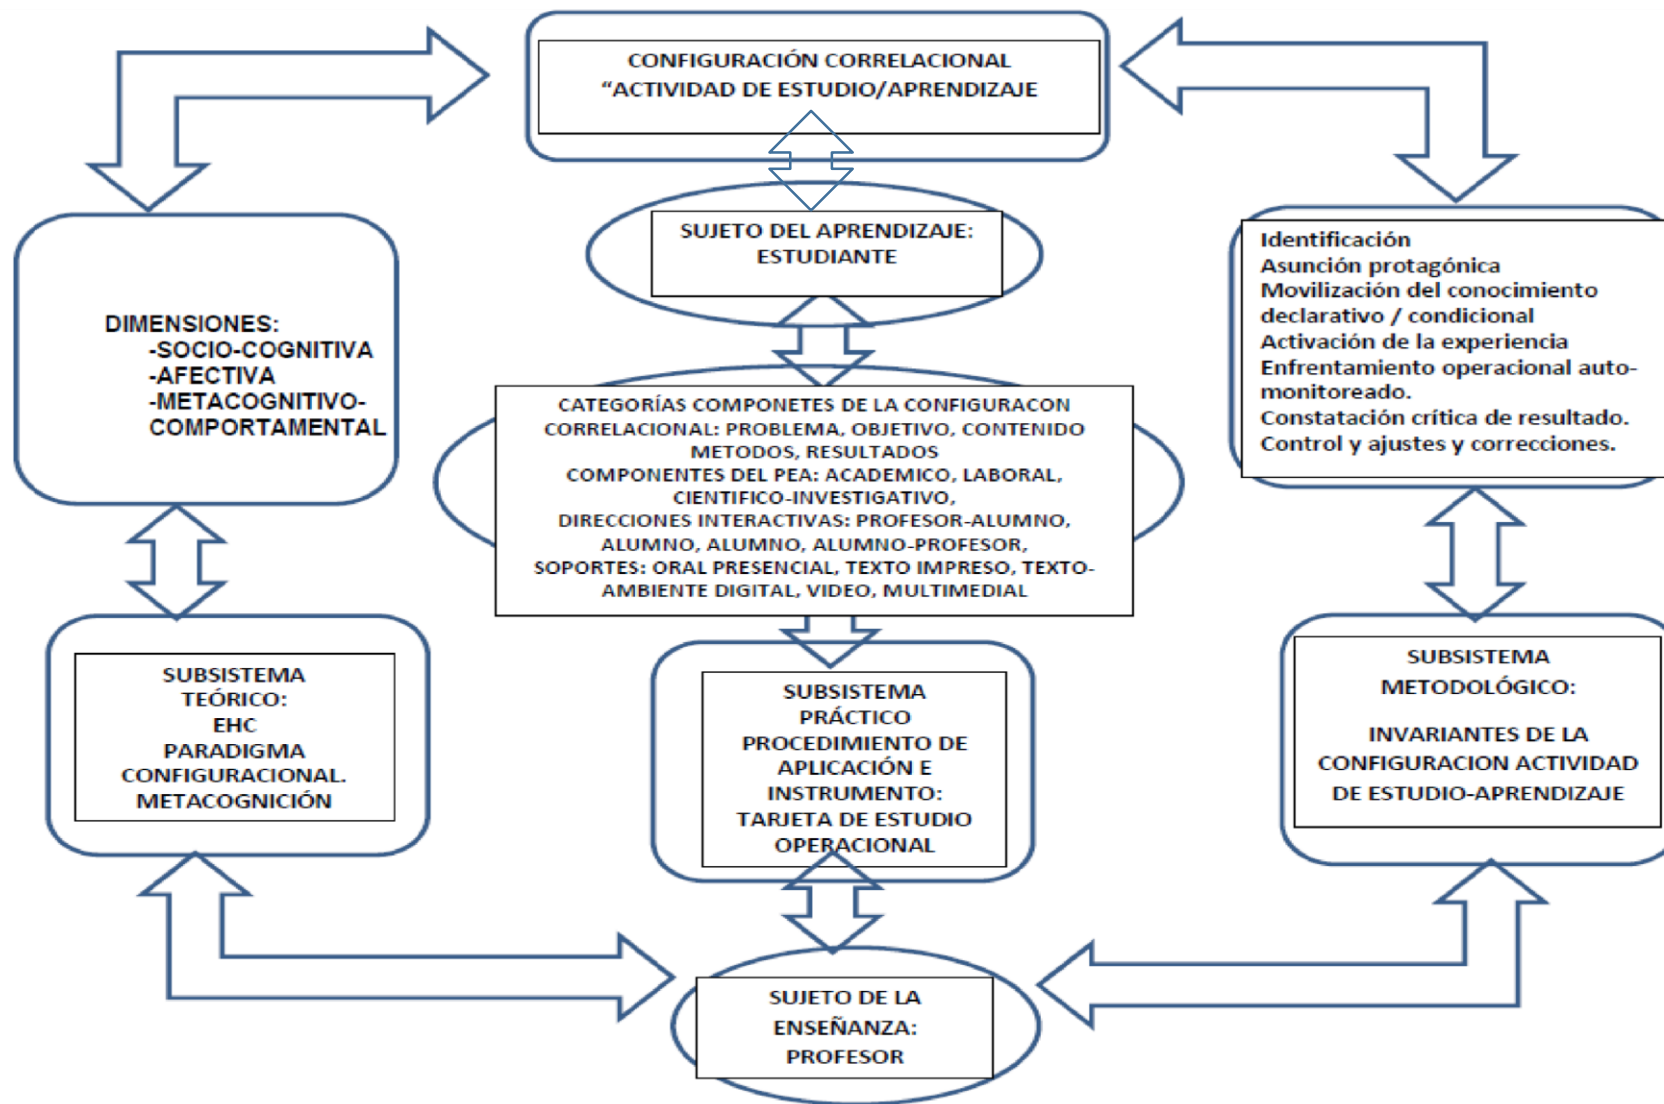 CONFIGURACIÓN CORRELACIONAL
“ACTIVIDAD DE ESTUDIO/APRENDIZAJE
SUJETO DEL APRENDIZAJE:
ESTUDIANTE
DIMENSIONES:
-SOCIO-COGNITIVA
-AFECTIVA
-METACOGNITIVO-
COMPORTAMENTAL
CATEGORÍAS COMPONETES DE LA CONFIGURACON
CORRELACIONAL: PROBLEMA, OBJETIVO, CONTENIDO
METODOS, RESULTADOS
COMPONENTES DEL PEA: ACADEMICO, LABORAL,
CIENTIFICO-INVESTIGATIVO,
DIRECCIONES INTERACTIVAS: PROFESOR-ALUMNO,
ALUMNO, ALUMNO, ALUMNO-PROFESOR,
SOPORTES: ORAL PRESENCIAL, TEXTO IMPRESO, TEXTO-
AMBIENTE DIGITAL, VIDEO, MULTIMEDIAL
Identificación
Asunción protagónica
Movilización del conocimiento
declarativo / condicional
Activación de la experiencia
Enfrentamiento operacional auto-
monitoreado.
Constatación crítica de resultado.
Control y ajustes y correcciones.
SUBSISTEMA
TEÓRICO:
EHC
PARADIGMA
CONFIGURACIONAL.
METACOGNICIÓN
SUBSISTEMA
PRÁCTICO
PROCEDIMIENTO DE
APLICACIÓN E
INSTRUMENTO:
TARJETA DE ESTUDIO
OPERACIONAL
SUBSISTEMA
METODOLÓGICO:
INVARIANTES DE LA
CONFIGURACION ACTIVIDAD
DE ESTUDIO-APRENDIZAJE
SUJETO DE LA
ENSEÑANZA:
PROFESOR